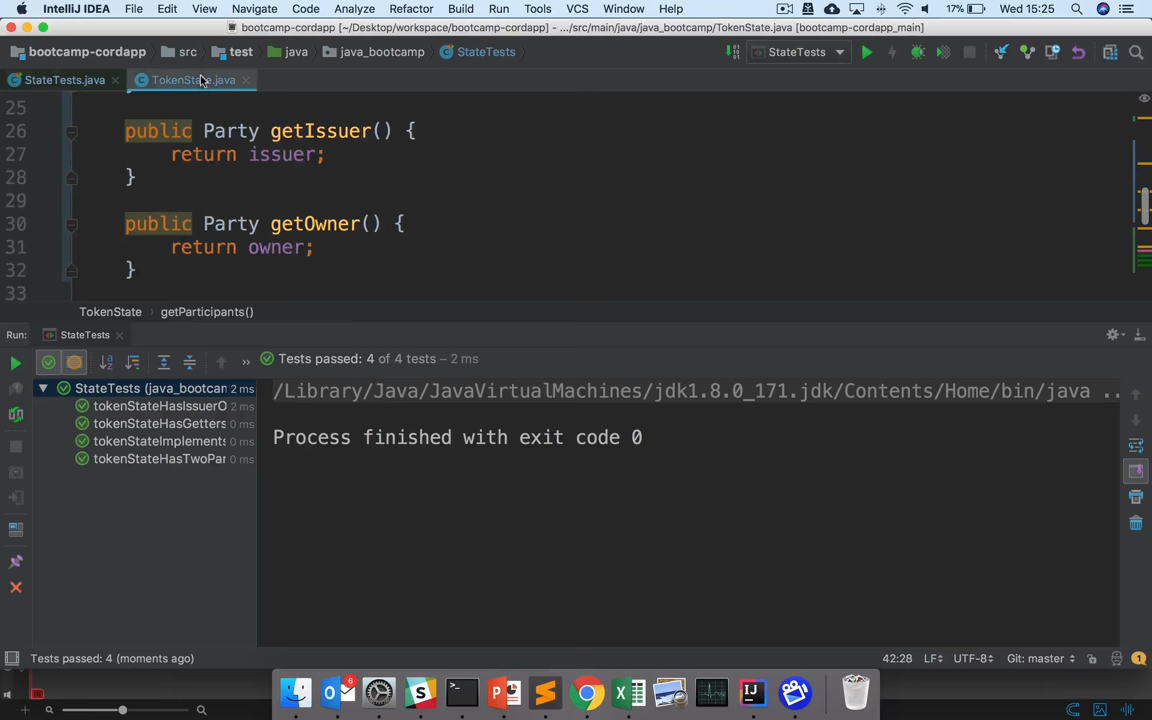 IntelliJ IDEA File Edit View Navigate Code Analyze Refactor Build Run Tools VCS Window Help 17% Wed 15:25
bootcamp-cordapp [~/Desktop/workspace/bootcamp-cordapp] - .../src/main/java/java_bootcamp/TokenState.java [bootcamp-cordapp_main]
bootcamp-cordapp src test java java_bootcamp StateTests StateTests
StateTests.java TokenState.java
25
26 public Party getIssuer() {
27 return issuer;
28 }
29
30 public Party getOwner() {
31 return owner;
32 }
33
TokenState › getParticipants()
Run: StateTests
Tests passed: 4 of 4 tests – 2 ms
StateTests (java_bootcan 2 ms
/Library/Java/JavaVirtualMachines/jdk1.8.0_171.jdk/Contents/Home/bin/java ..
tokenStateHasIssuerO 2 ms
tokenStateHasGetters 0 ms
tokenStateImplements 0 ms
tokenStateHasTwoPar 0 ms
Process finished with exit code 0
Tests passed: 4 (moments ago) 42:28 LF÷ UTF-8÷ Git: master 1
6